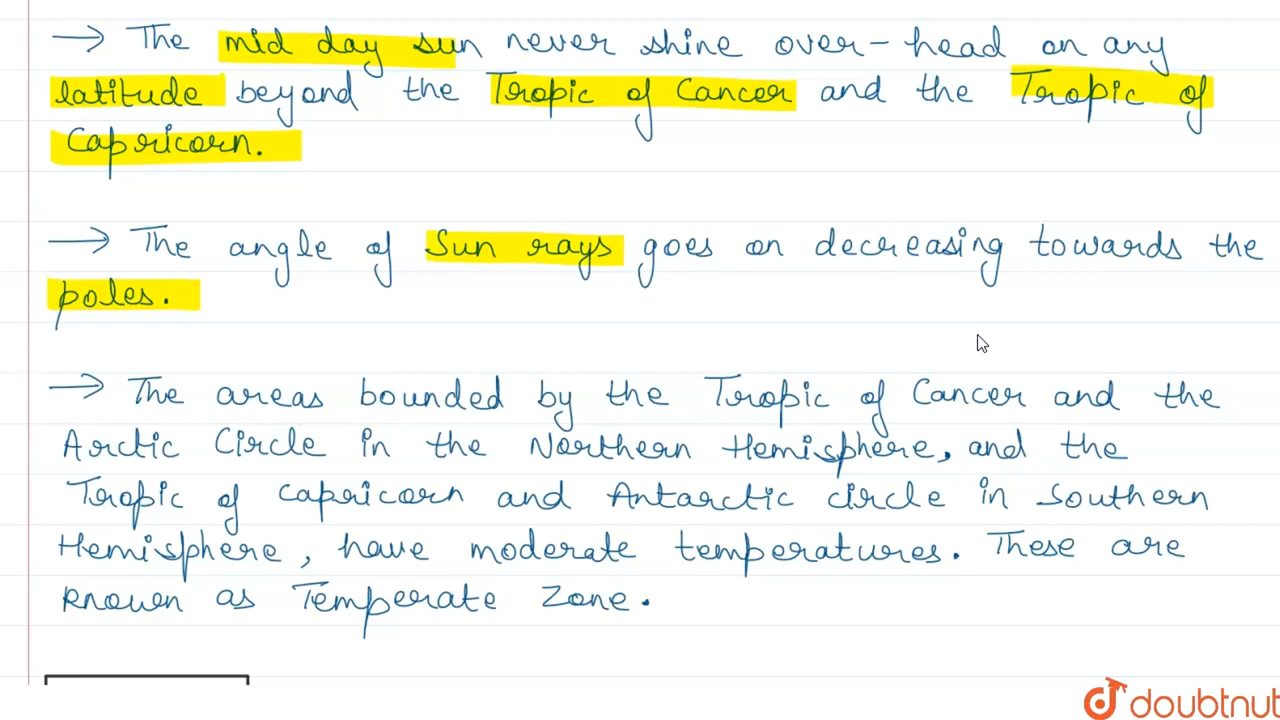 → The mid day sun never shine over-head on any
latitude beyond the Tropic of Cancer and the Tropic of
Capricorn.
→ The angle of Sun rays goes on decreasing towards the
poles.
→ The areas bounded by the Tropic of Cancer and the
Arctic Circle in the Northern Hemisphere, and the
Tropic of Capricorn and Antarctic circle in Southern
Hemisphere, have moderate temperatures. These are
known as Temperate Zone.
doubtnut